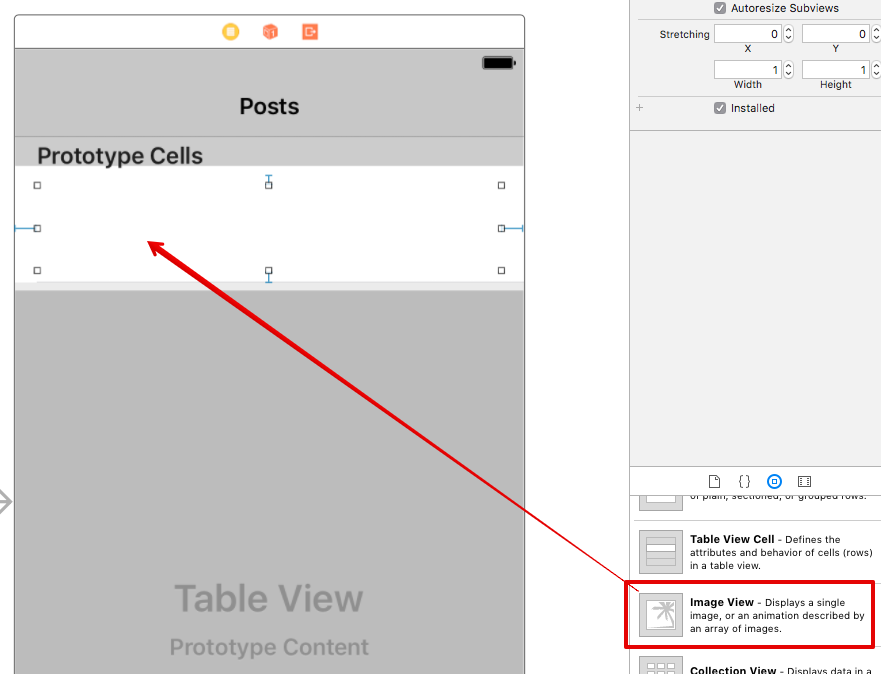 Posts
Prototype Cells
Table View
Prototype Content
Autoresize Subviews
Stretching 0 0
X Y
1 1
Width Height
+ Installed
{}
of plain, sectioned, or grouped rows.
Table View Cell - Defines the
attributes and behavior of cells (rows)
in a table view.
Image View - Displays a single
image, or an animation described by
an array of images.
Collection View - Displays data in a